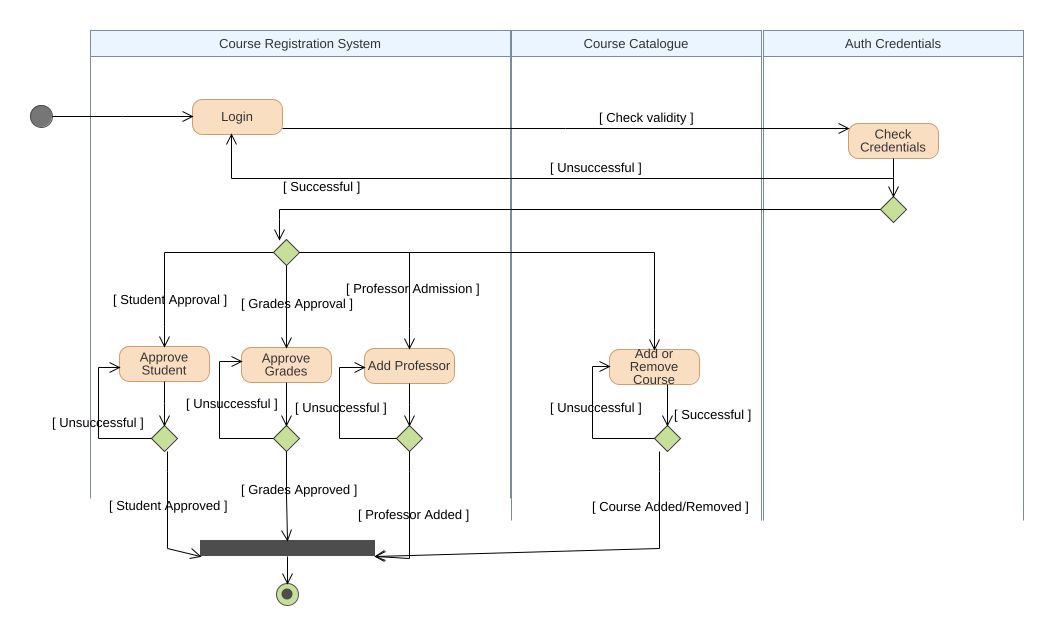 Course Registration System
Course Catalogue
Auth Credentials
Login
[ Check validity ]
Check
Credentials
[ Unsuccessful ]
[ Successful ]
[ Student Approval ]
[ Grades Approval ]
[ Professor Admission ]
Approve
Student
Approve
Grades
Add Professor
Add or
Remove
Course
[ Unsuccessful ]
[ Unsuccessful ]
[ Unsuccessful ]
[ Unsuccessful ]
[ Successful ]
[ Student Approved ]
[ Grades Approved ]
[ Professor Added ]
[ Course Added/Removed ]